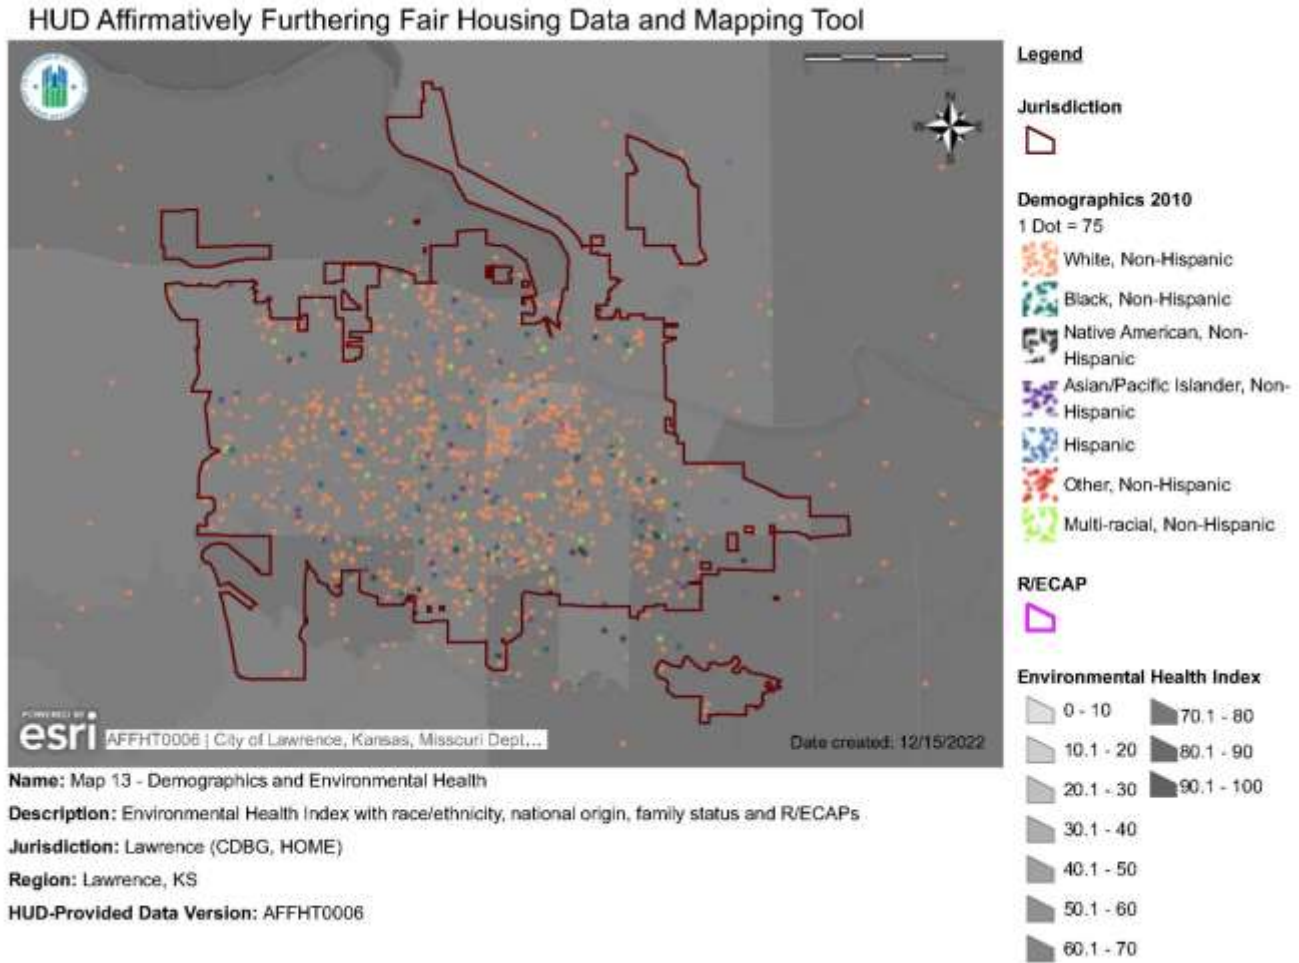 HUD Affirmatively Furthering Fair Housing Data and Mapping Tool
N
W
E
S
POWERED BY
esri
AFFHT0006 | City of Lawrence, Kansas, Missouri Dept...
Date created: 12/15/2022
Name: Map 13 - Demographics and Environmental Health
Description: Environmental Health Index with race/ethnicity, national origin, family status and R/ECAPs
Jurisdiction: Lawrence (CDBG, HOME)
Region: Lawrence, KS
HUD-Provided Data Version: AFFHT0006
Legend
Jurisdiction
Demographics 2010
1 Dot = 75
White, Non-Hispanic
Black, Non-Hispanic
Native American, Non-
Hispanic
Asian/Pacific Islander, Non-
Hispanic
Hispanic
Other, Non-Hispanic
Multi-racial, Non-Hispanic
R/ECAP
Environmental Health Index
0 - 10
10.1 - 20
20.1 - 30
30.1 - 40
40.1 - 50
50.1 - 60
60.1 - 70
70.1 - 80
80.1 - 90
90.1 - 100